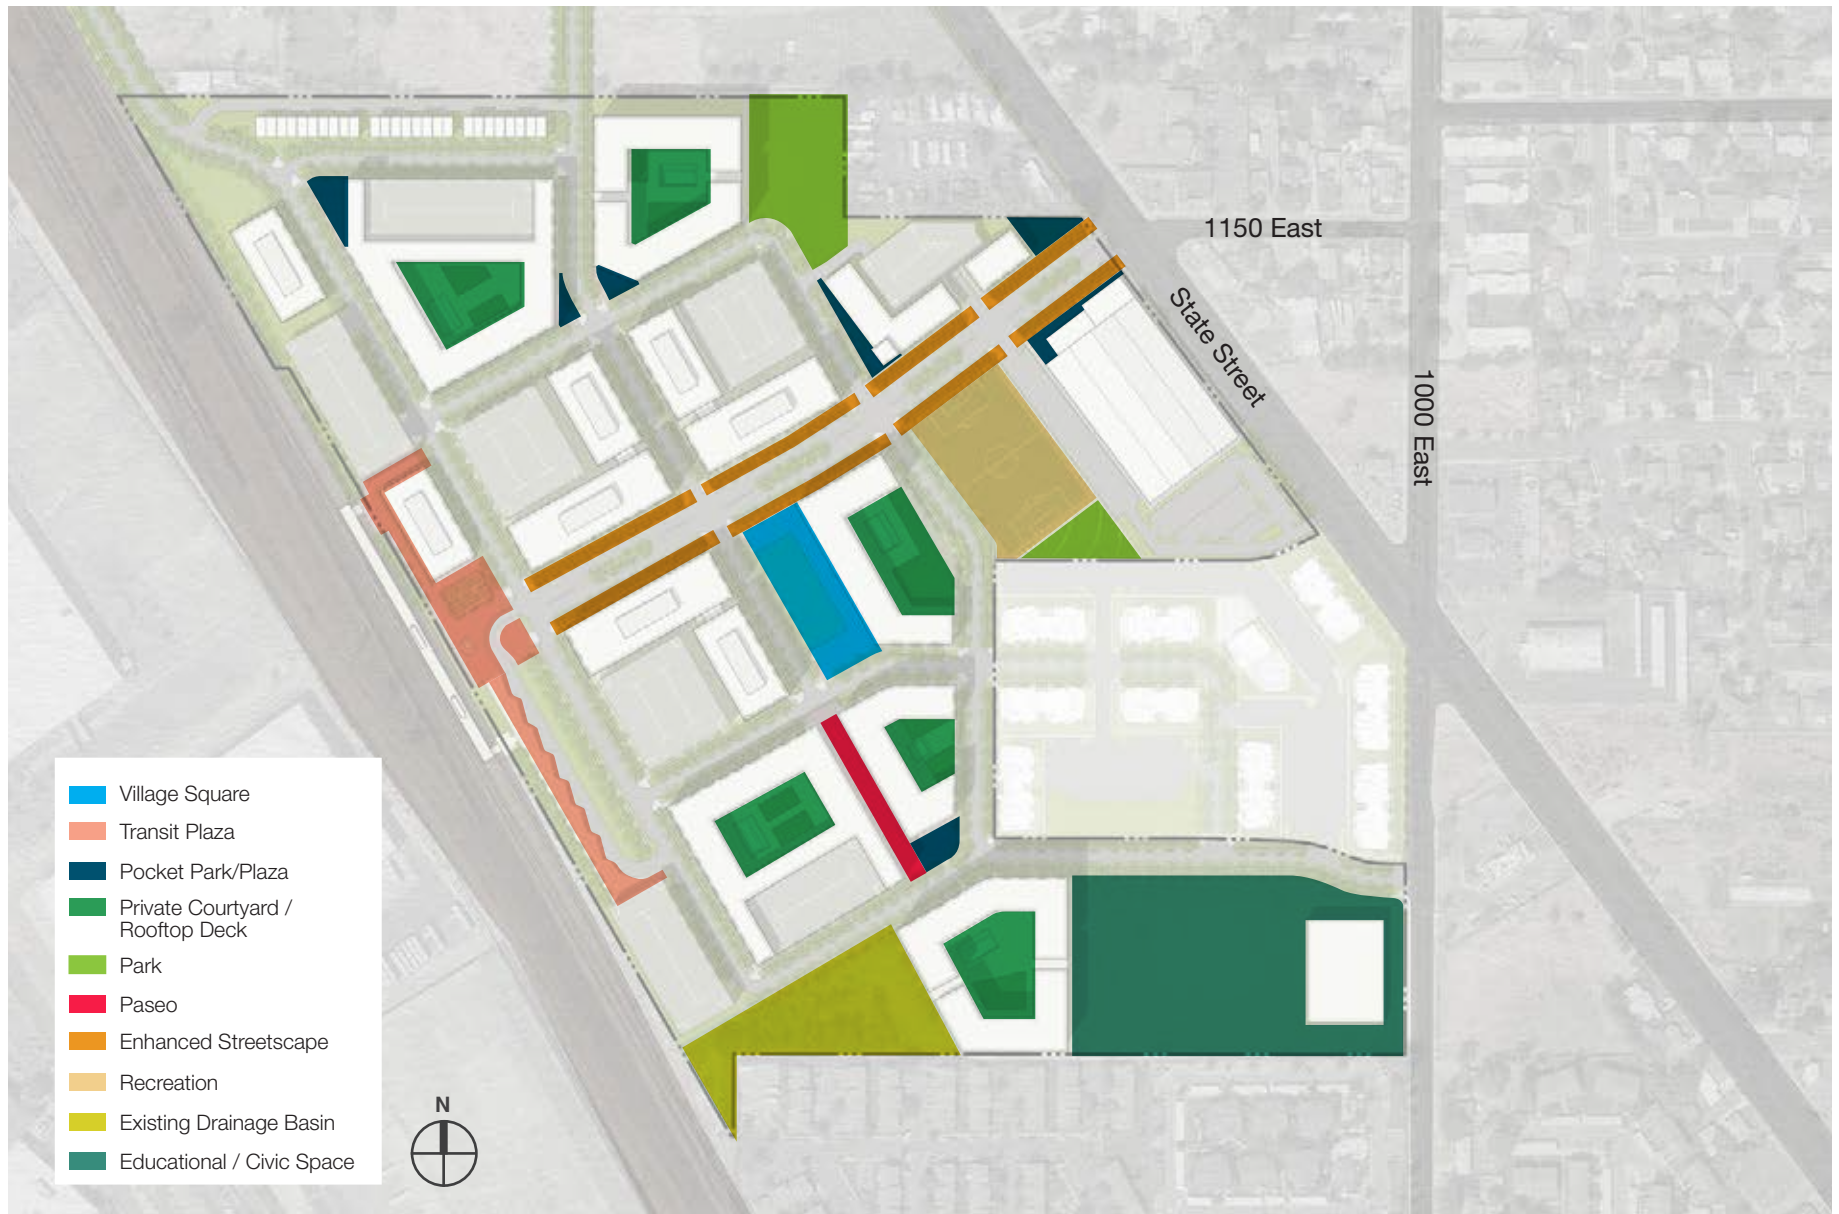 1150 East
State Street
1000 East
Village Square
Transit Plaza
Pocket Park/Plaza
Private Courtyard /
Rooftop Deck
Park
Paseo
Enhanced Streetscape
Recreation
Existing Drainage Basin
Educational / Civic Space
N